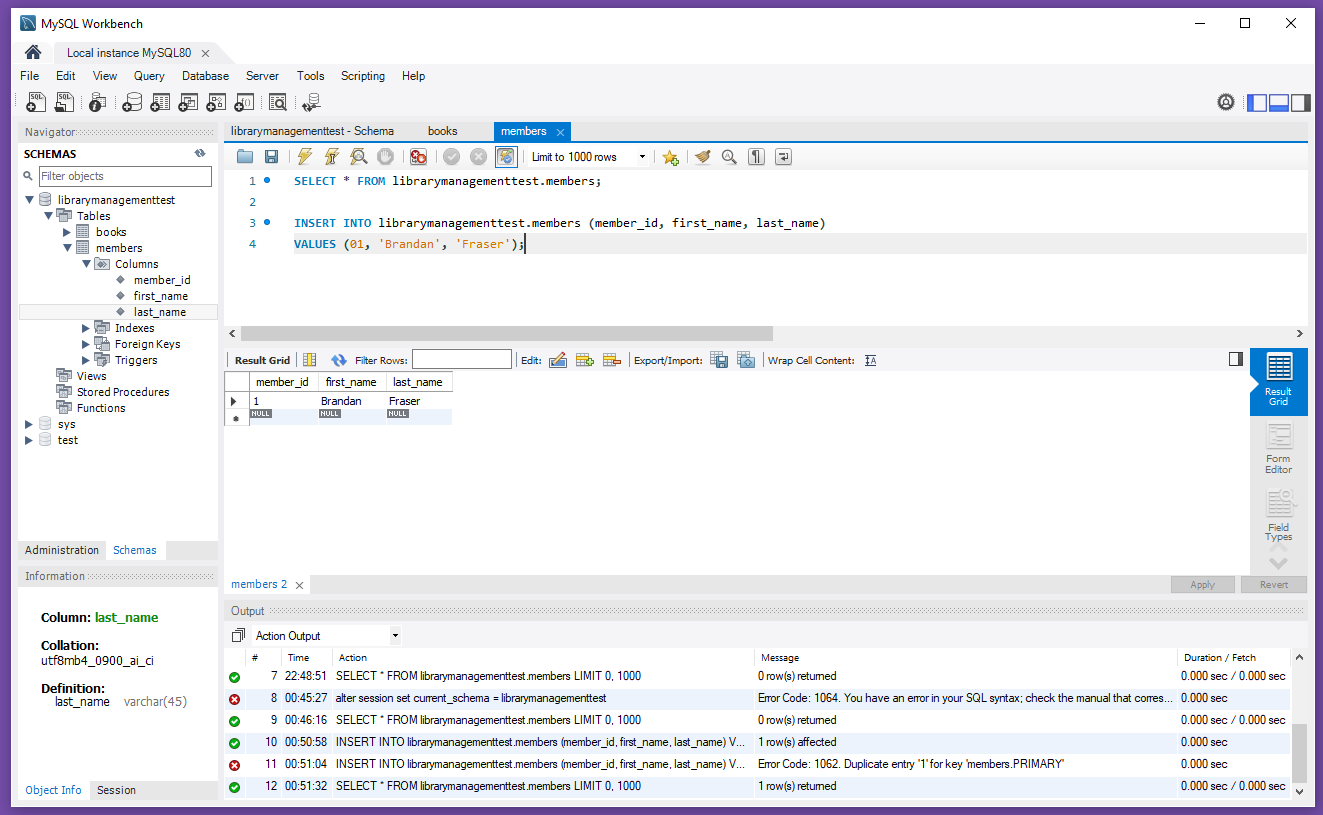 MySQL Workbench
Local instance MySQL80
File Edit View Query Database Server Tools Scripting Help
Navigator
SCHEMAS
Filter objects
librarymanagementtest
Tables
books
members
Columns
member_id
first_name
last_name
Indexes
Foreign Keys
Triggers
Views
Stored Procedures
Functions
sys
test
Administration Schemas
Information
Column: last_name
Collation:
utf8mb4_0900_ai_ci
Definition:
last_name varchar(45)
Object Info Session
librarymanagementtest - Schema books members
Limit to 1000 rows
1 SELECT * FROM librarymanagementtest.members;
2
3 INSERT INTO librarymanagementtest.members (member_id, first_name, last_name)
4 VALUES (01, 'Brandan', 'Fraser');
Result Grid Filter Rows: Edit: Export/Import: Wrap Cell Content:
member_id first_name last_name
1 Brandan Fraser
NULL NULL NULL
Result
Grid
Form
Editor
Field
Types
members 2
Apply Revert
Output
Action Output
# Time Action Message Duration / Fetch
7 22:48:51 SELECT * FROM librarymanagementtest.members LIMIT 0, 1000 0 row(s) returned 0.000 sec / 0.000 sec
8 00:45:27 alter session set current_schema = librarymanagementtest Error Code: 1064. You have an error in your SQL syntax; check the manual that corres... 0.000 sec
9 00:46:16 SELECT * FROM librarymanagementtest.members LIMIT 0, 1000 0 row(s) returned 0.000 sec / 0.000 sec
10 00:50:58 INSERT INTO librarymanagementtest.members (member_id, first_name, last_name) V... 1 row(s) affected 0.000 sec
11 00:51:04 INSERT INTO librarymanagementtest.members (member_id, first_name, last_name) V... Error Code: 1062. Duplicate entry '1' for key 'members.PRIMARY' 0.000 sec
12 00:51:32 SELECT * FROM librarymanagementtest.members LIMIT 0, 1000 1 row(s) returned 0.000 sec / 0.000 sec